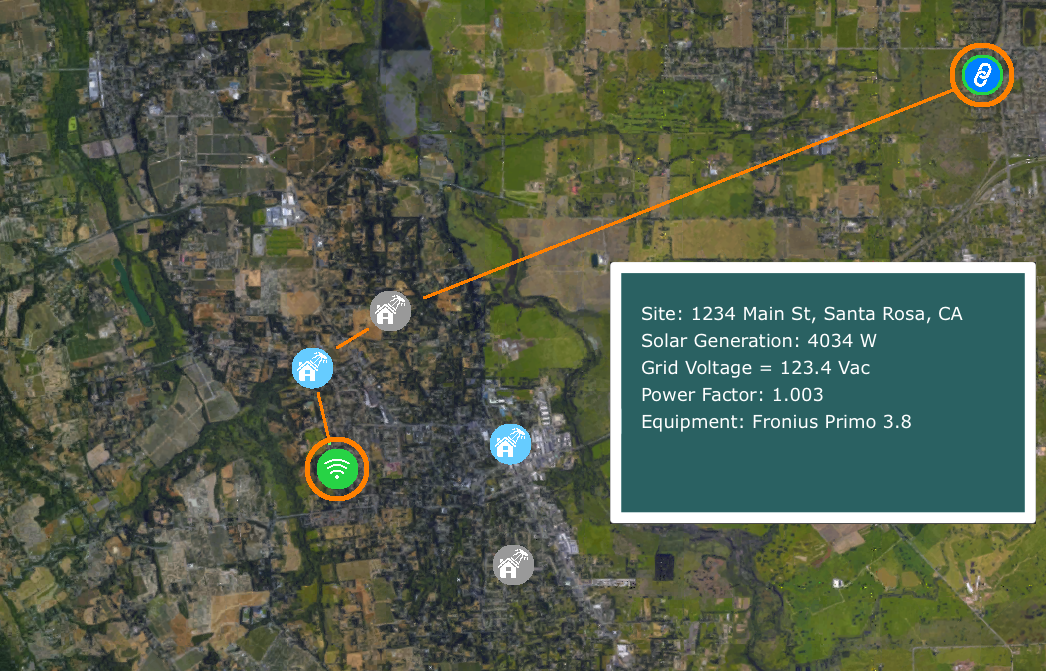 Site: 1234 Main St, Santa Rosa, CA
Solar Generation: 4034 W
Grid Voltage = 123.4 Vac
Power Factor: 1.003
Equipment: Fronius Primo 3.8